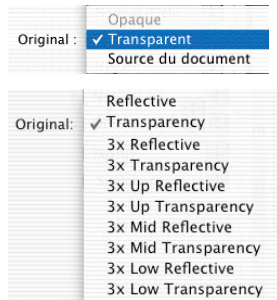 Opaque
Original : ✓ Transparent
Source du document
Reflective
Original: ✓ Transparency
3x Reflective
3x Transparency
3x Up Reflective
3x Up Transparency
3x Mid Reflective
3x Mid Transparency
3x Low Reflective
3x Low Transparency